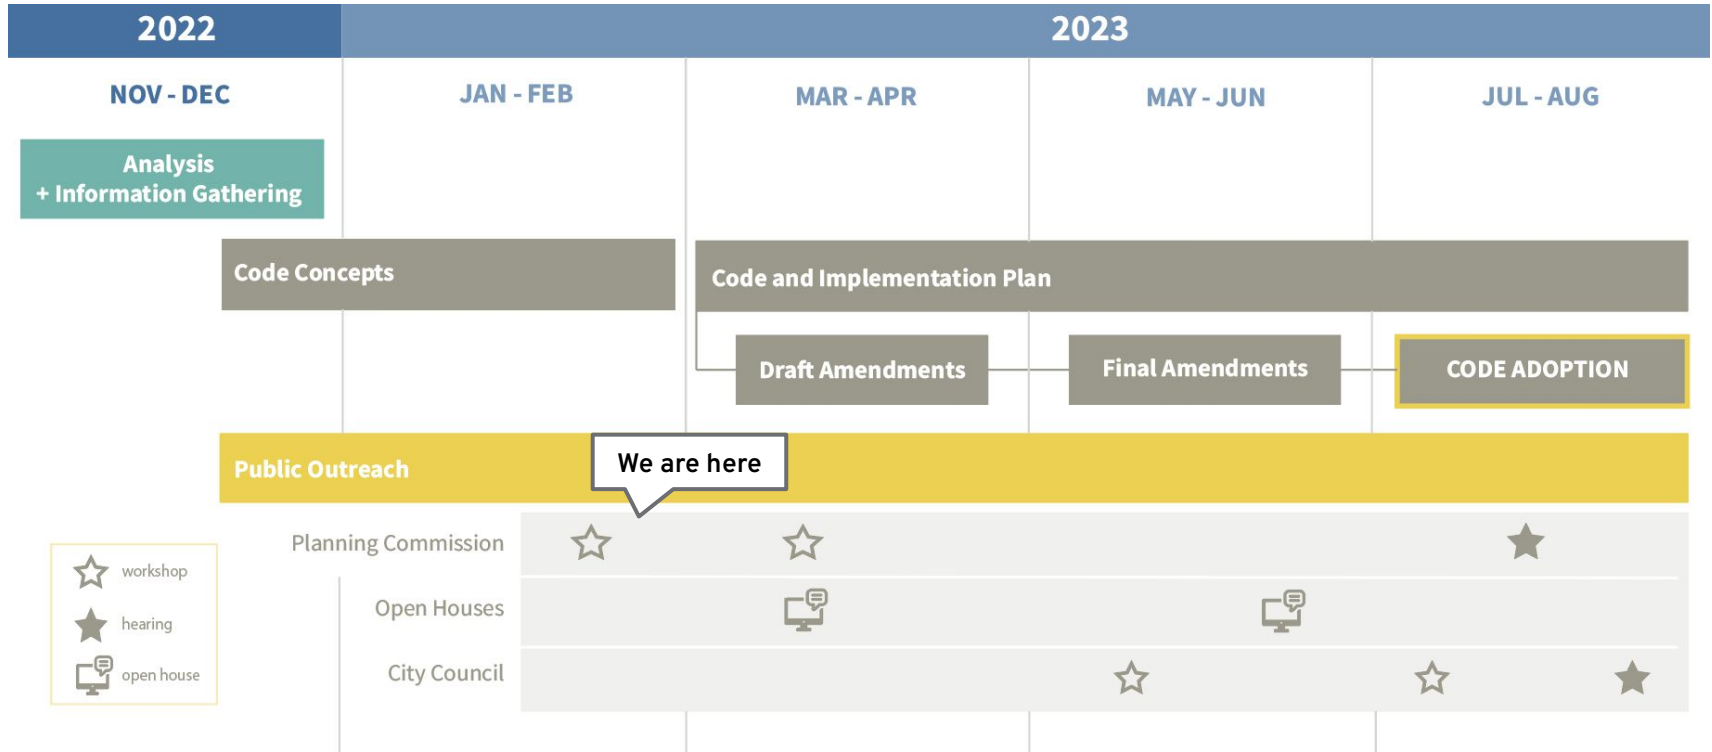 2022
2023
NOV - DEC
JAN - FEB
MAR - APR
MAY - JUN
JUL - AUG
Analysis
+ Information Gathering
Code Concepts
Code and Implementation Plan
Draft Amendments
Final Amendments
CODE ADOPTION
Public Outreach
We are here
Planning Commission
Open Houses
City Council
workshop
hearing
open house